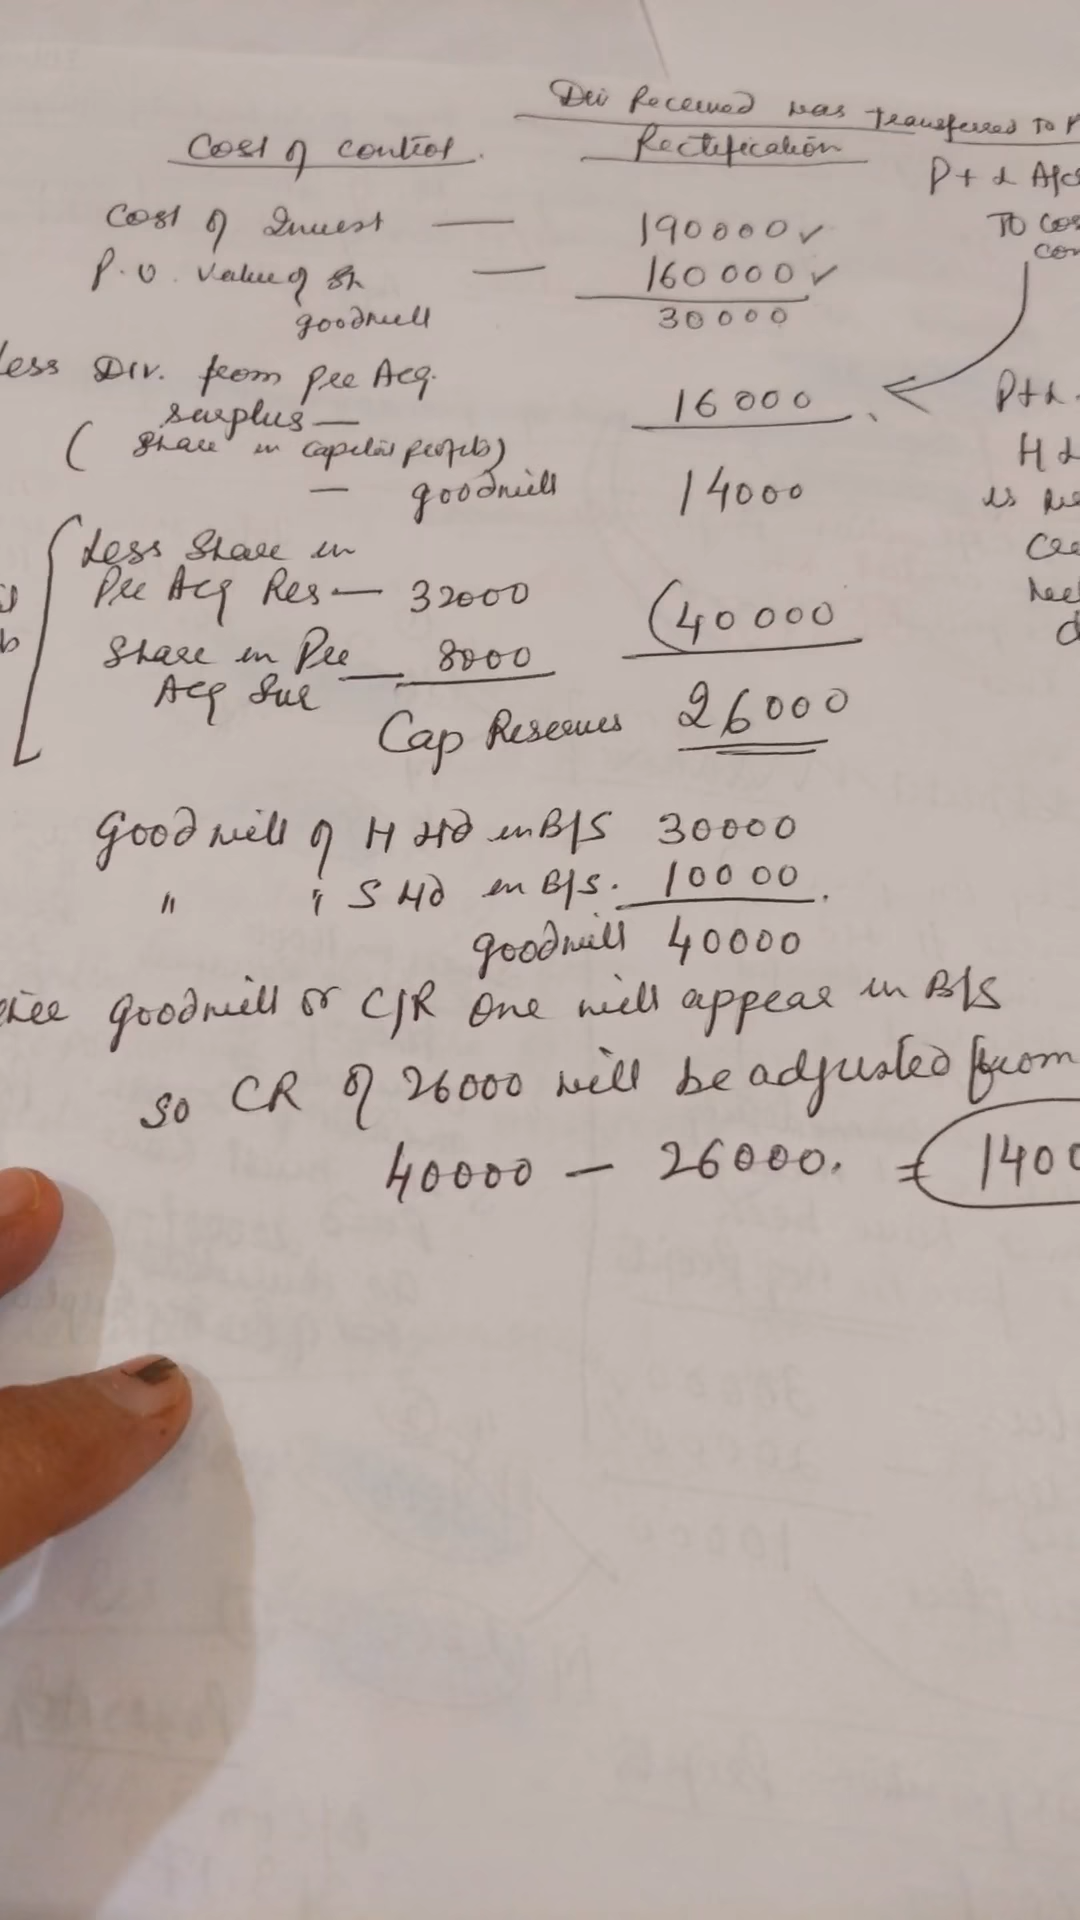 Div Received was transferred To P
Cost of control.
Rectification
P+L A/c
To cos
con
Cost of Invest — 190000 ✓
P.V. Value of Sh — 160000 ✓
goodwill 30000
Less Div. from Pre Acq.
surplus — 16000
(Share in capital profits)
— goodwill 14000
P+L
H L
is
Less Share in
Pre Acq Res — 32000 (40000
Share in Pre 8000
Acq Sur —
Cap Reserves 26000
Goodwill of H Ltd in B/S 30000
" " S Ltd in B/S. 10000.
goodwill 40000
goodwill or C/R One will appear in B/S
So CR of 26000 will be adjusted from
40000 — 26000. = 1400